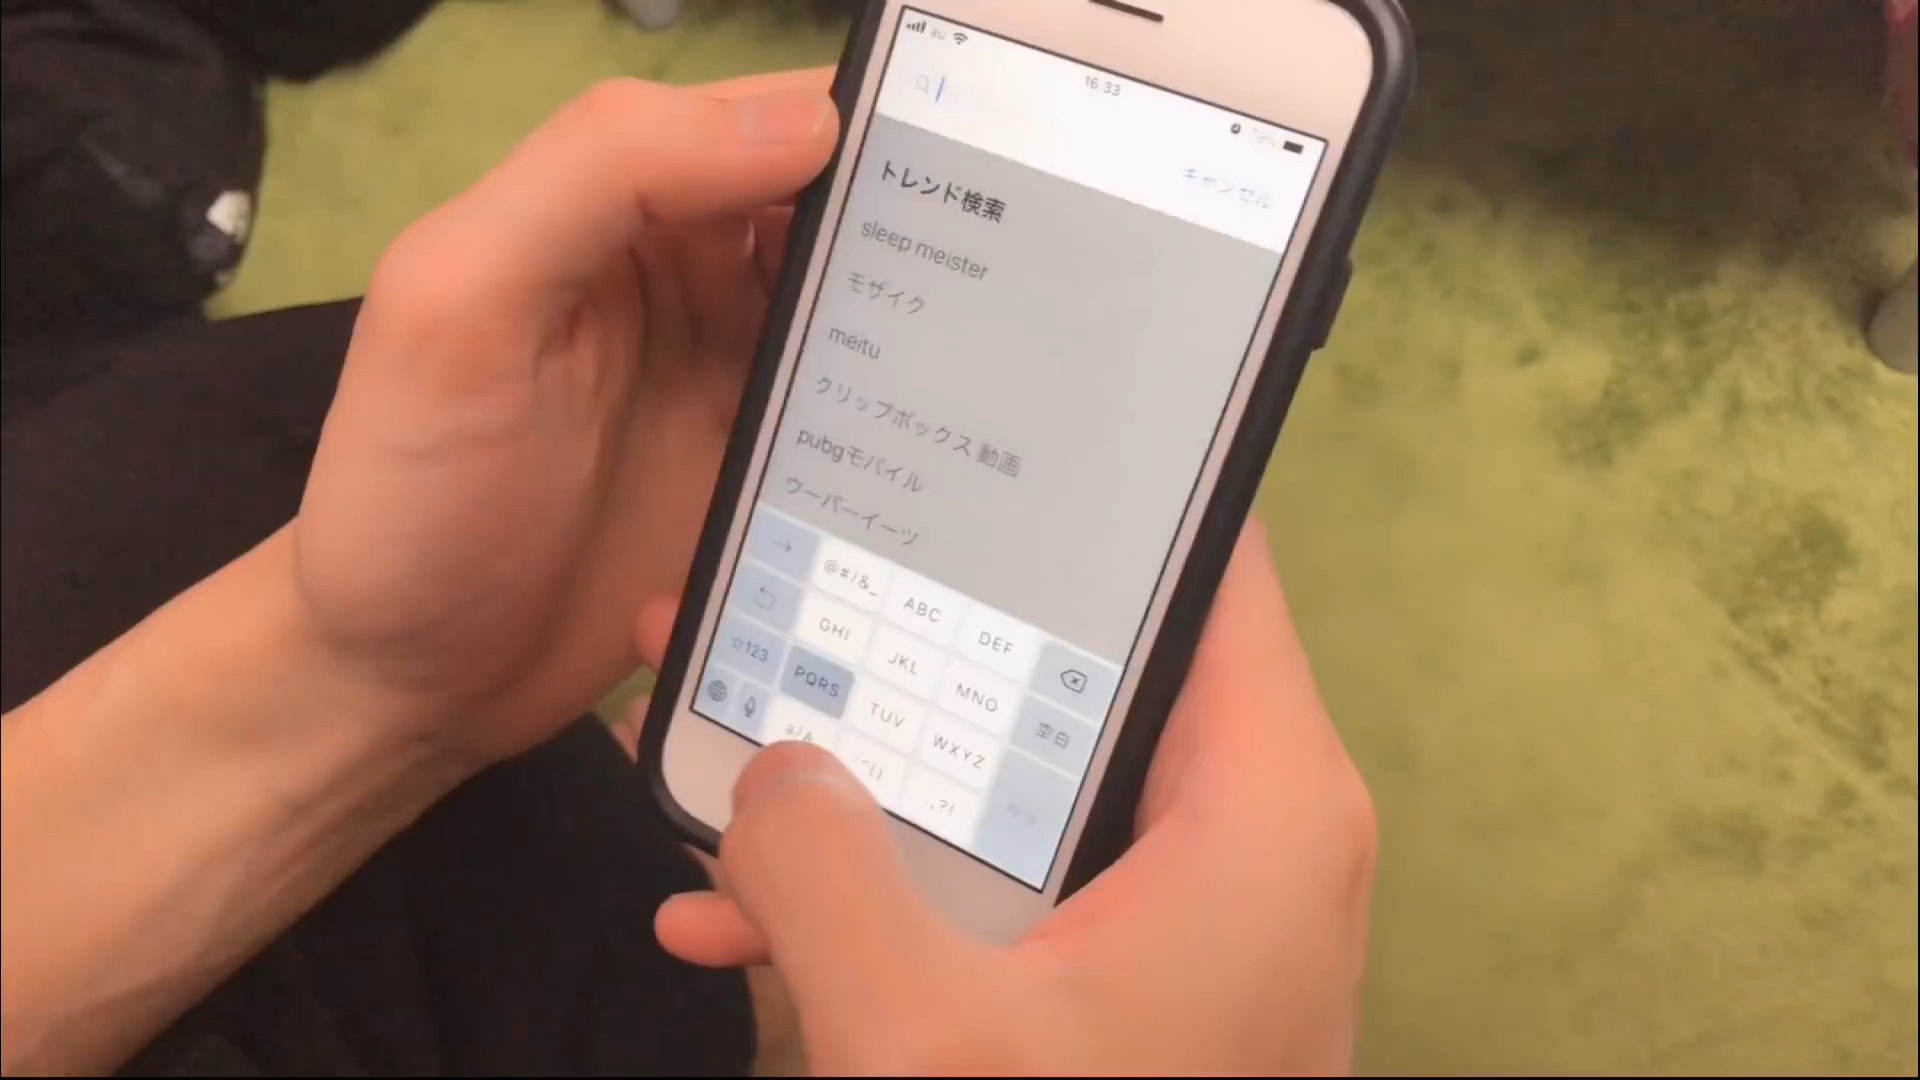 au
16:33
キャンセル
トレンド検索
sleep meister
モザイク
meitu
クリップボックス 動画
pubgモバイル
ウーバーイーツ
→ @#/&_ ABC DEF
GHI JKL MNO 空白
☆123 PQRS TUV WXYZ
a/A .,?!